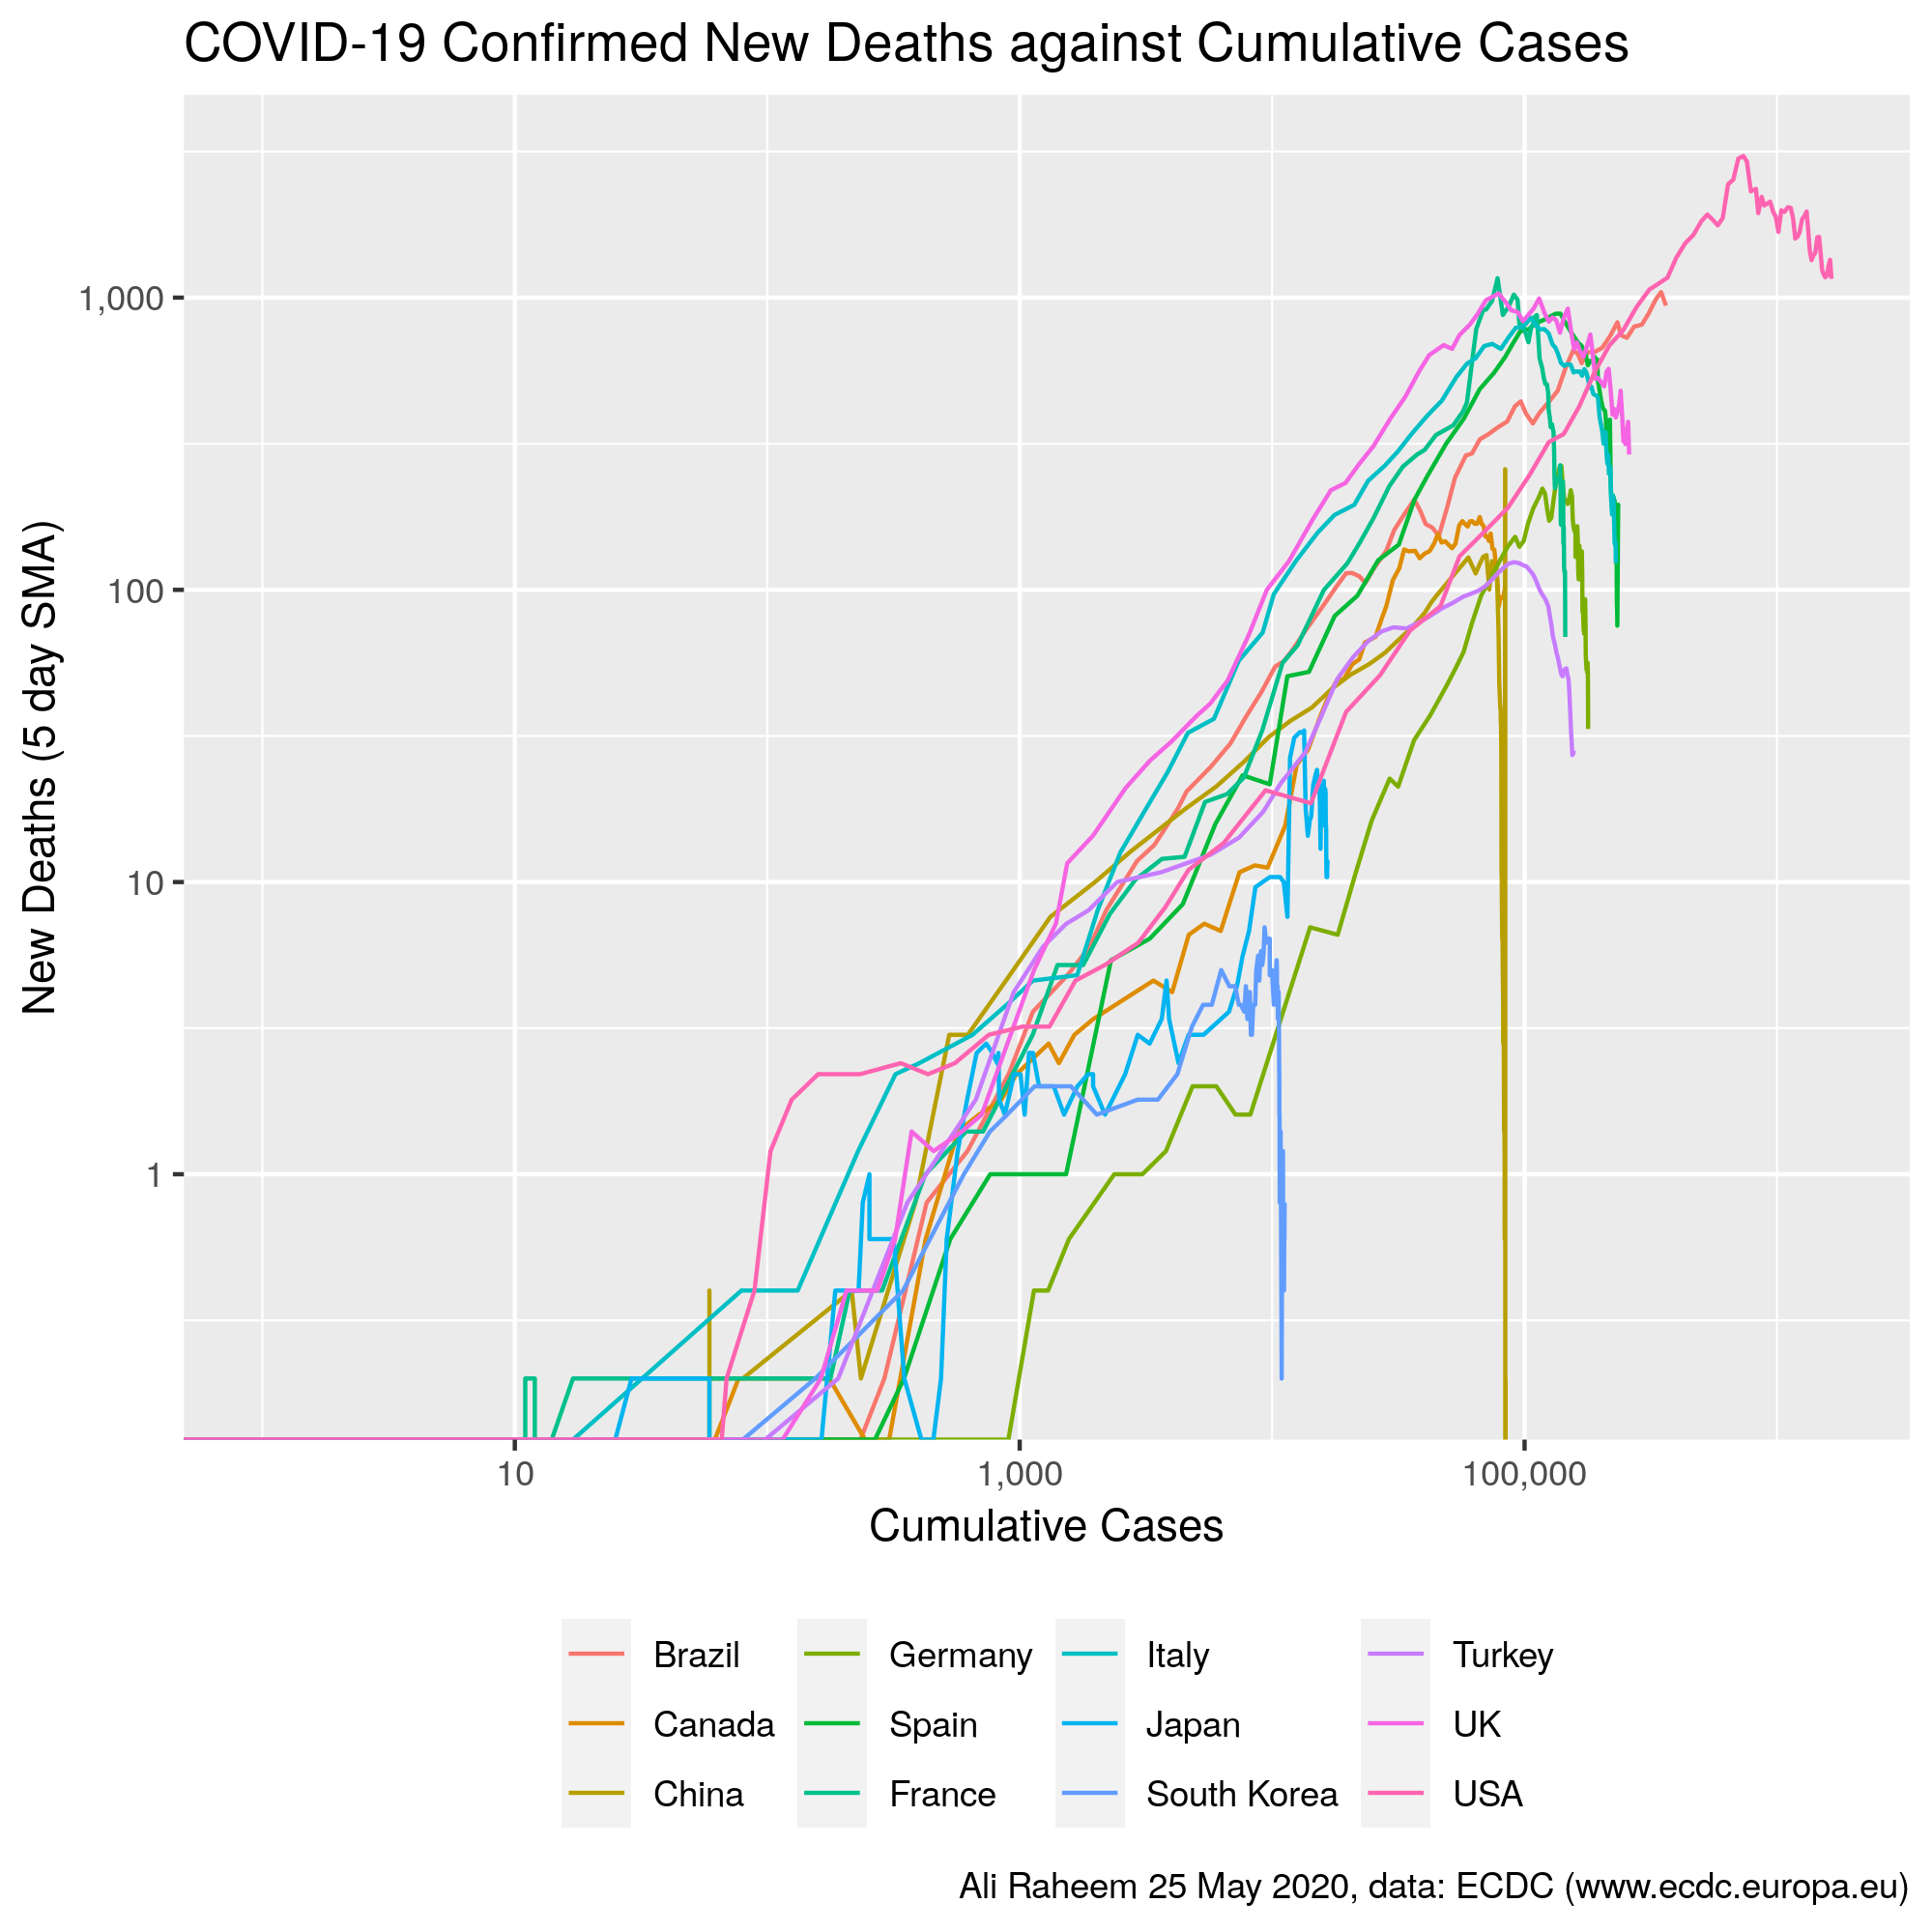 COVID-19 Confirmed New Deaths against Cumulative Cases
New Deaths (5 day SMA)
1,000
100
10
1
10
1,000
100,000
Cumulative Cases
Brazil
Canada
China
Germany
Spain
France
Italy
Japan
South Korea
Turkey
UK
USA
Ali Raheem 25 May 2020, data: ECDC (www.ecdc.europa.eu)